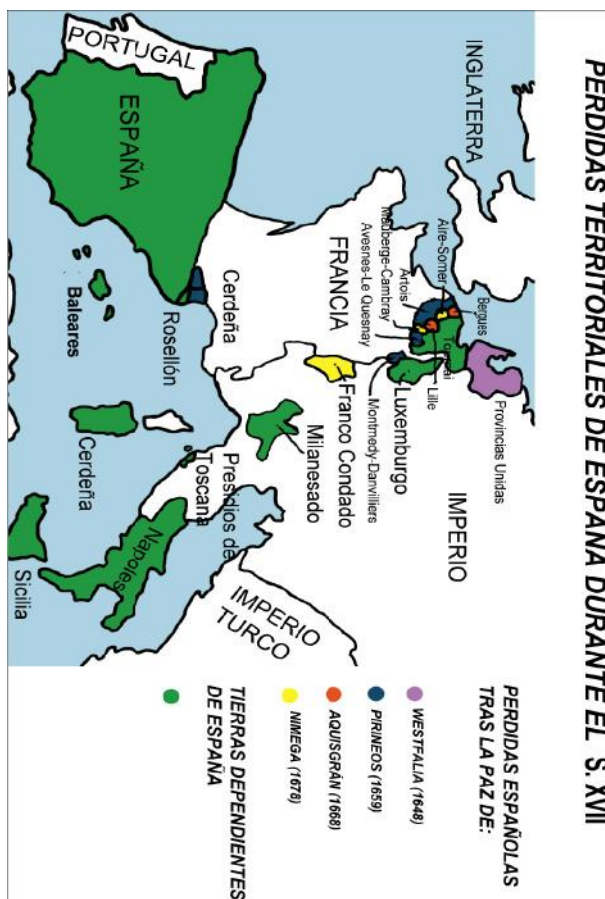 PERDIDAS TERRITORIALES DE ESPAÑA DURANTE EL S. XVII
INGLATERRA
Provincias Unidas
Bergues
Aire-Somer
Tournai
Lille
Artois
Mauberge-Cambray
Avesnes-Le Quesnay
IMPERIO
Luxemburgo
Montmedy-Danvilliers
FRANCIA
Franco Condado
Milanesado
PORTUGAL
ESPAÑA
Cerdeña
Rosellón
Baleares
Cerdeña
Presidios de
Toscana
Napoles
Sicilia
IMPERIO
TURCO
PERDIDAS ESPAÑOLAS
TRAS LA PAZ DE:
WESTFALIA (1648)
PIRINEOS (1659)
AQUISGRÁN (1668)
NIMEGA (1678)
TIERRAS DEPENDIENTES
DE ESPAÑA